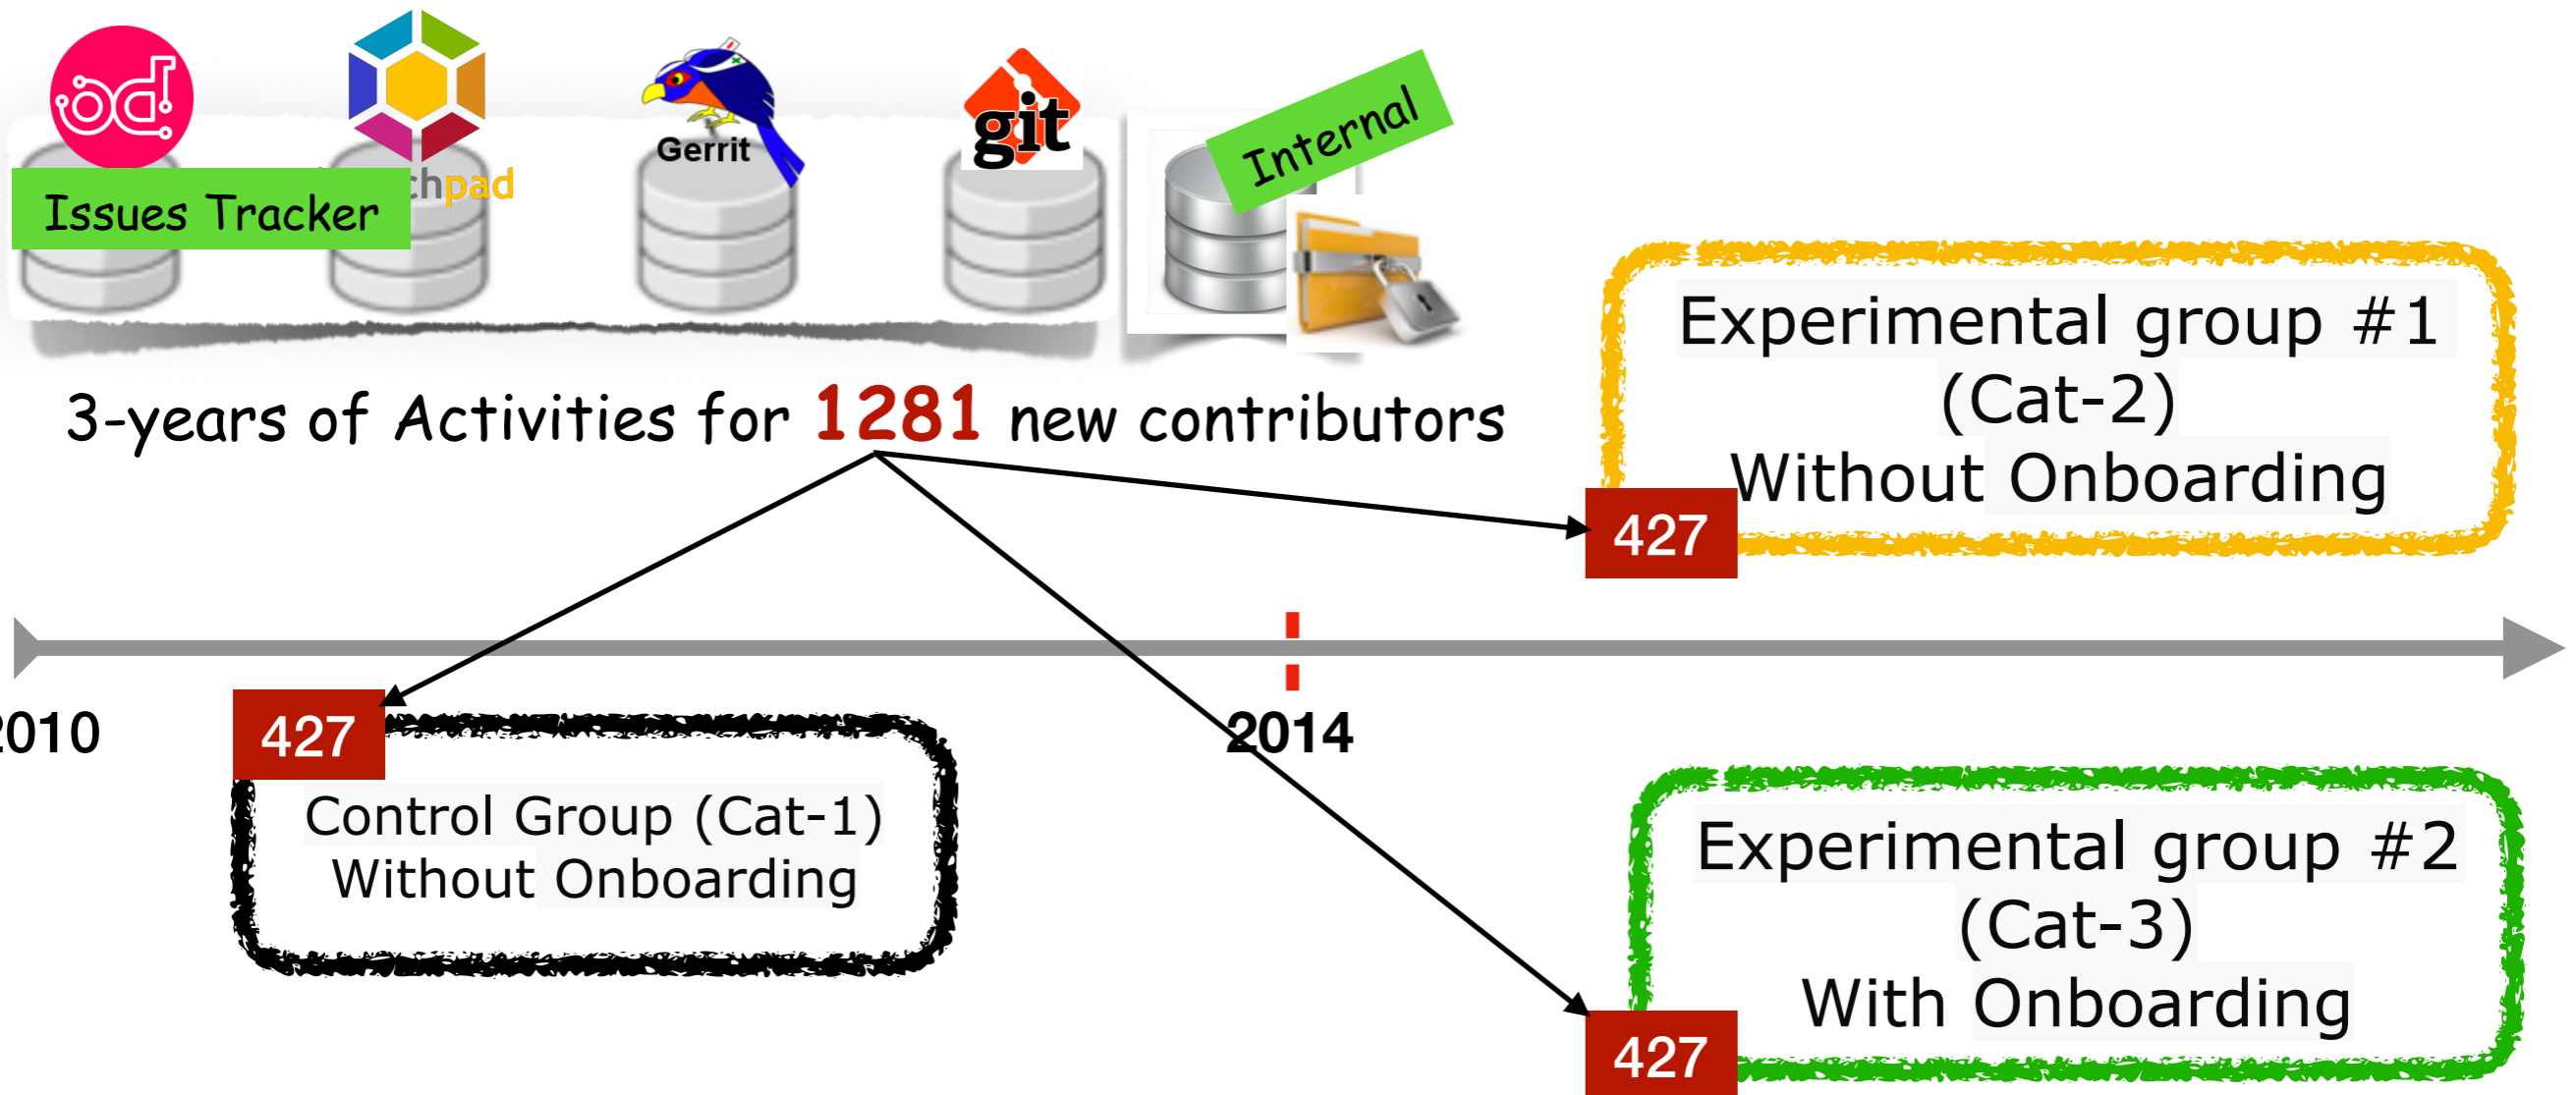 Issues Tracker
chpad
Gerrit
git
Internal
3-years of Activities for 1281 new contributors
Experimental group #1
(Cat-2)
Without Onboarding
427
2010
2014
427
Control Group (Cat-1)
Without Onboarding
Experimental group #2
(Cat-3)
With Onboarding
427